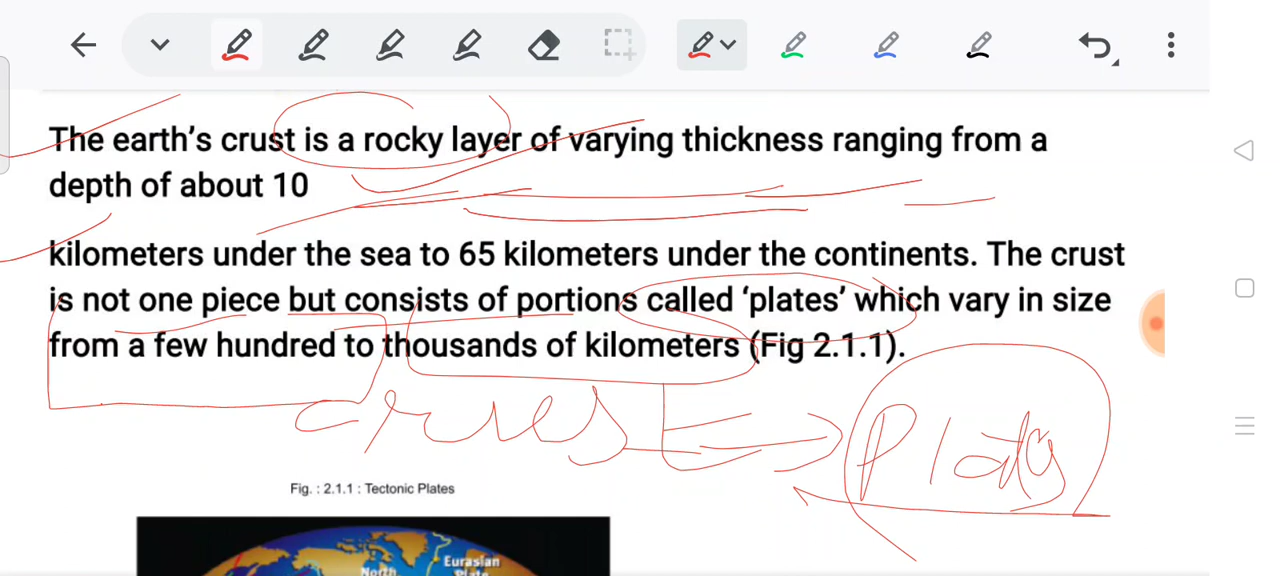 The earth’s crust is a rocky layer of varying thickness ranging from a
depth of about 10
kilometers under the sea to 65 kilometers under the continents. The crust
is not one piece but consists of portions called ‘plates’ which vary in size
from a few hundred to thousands of kilometers (Fig 2.1.1).
crust Plats
Fig. : 2.1.1 : Tectonic Plates
Eurasian
North Plate